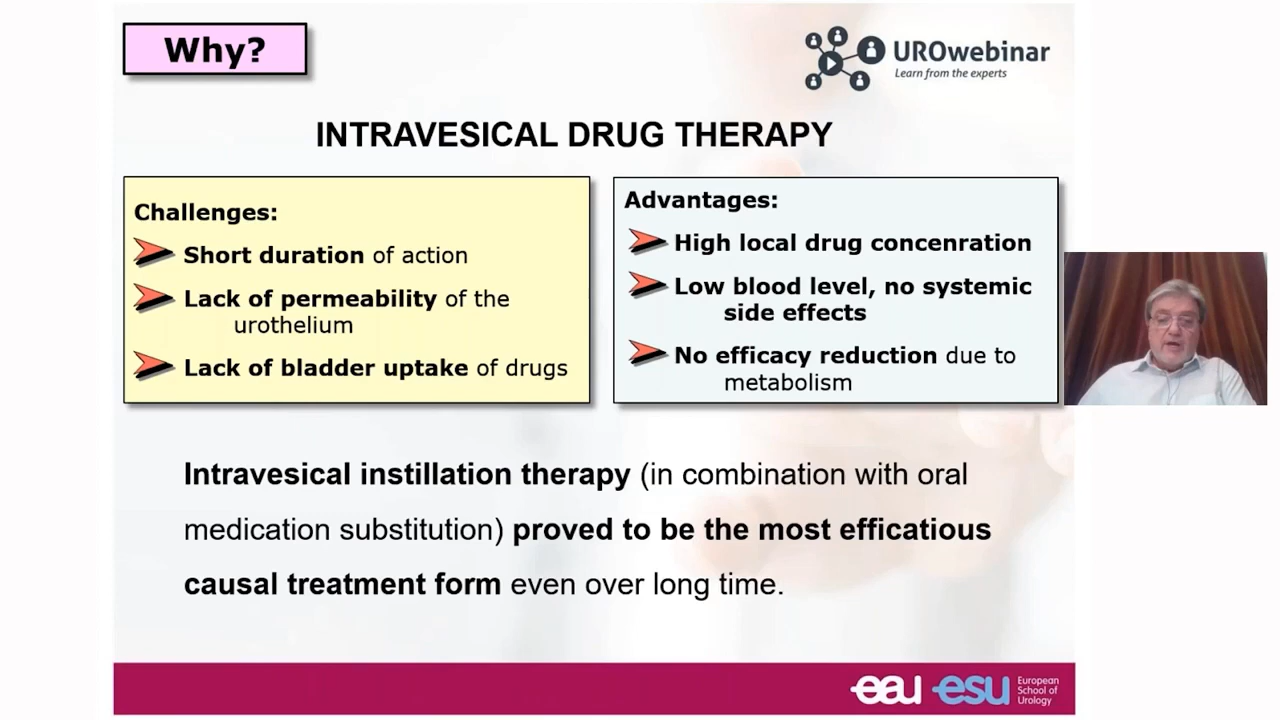 Why?
UROwebinar
Learn from the experts
INTRAVESICAL DRUG THERAPY
Challenges:
Short duration of action
Lack of permeability of the
urothelium
Lack of bladder uptake of drugs
Advantages:
High local drug concenration
Low blood level, no systemic
side effects
No efficacy reduction due to
metabolism
Intravesical instillation therapy (in combination with oral
medication substitution) proved to be the most efficatious
causal treatment form even over long time.
eau esu European
School of
Urology